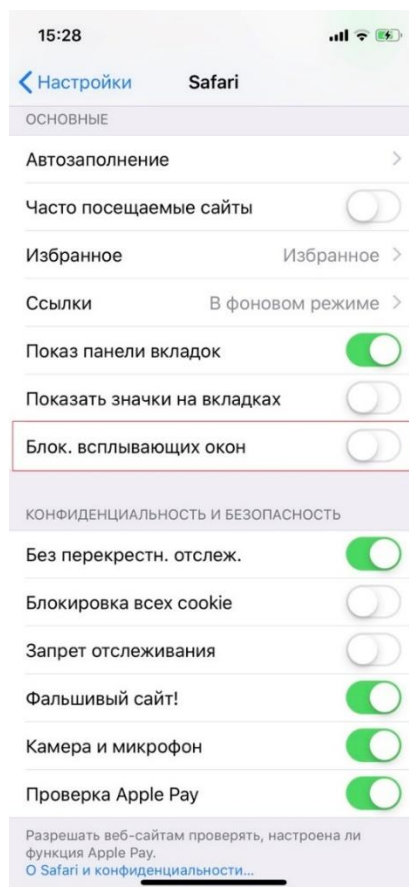 15:28
Настройки Safari
ОСНОВНЫЕ
Автозаполнение
Часто посещаемые сайты
Избранное Избранное
Ссылки В фоновом режиме
Показ панели вкладок
Показать значки на вкладках
Блок. всплывающих окон
КОНФИДЕНЦИАЛЬНОСТЬ И БЕЗОПАСНОСТЬ
Без перекрестн. отслеж.
Блокировка всех cookie
Запрет отслеживания
Фальшивый сайт!
Камера и микрофон
Проверка Apple Pay
Разрешать веб-сайтам проверять, настроена ли
функция Apple Pay.
О Safari и конфиденциальности...